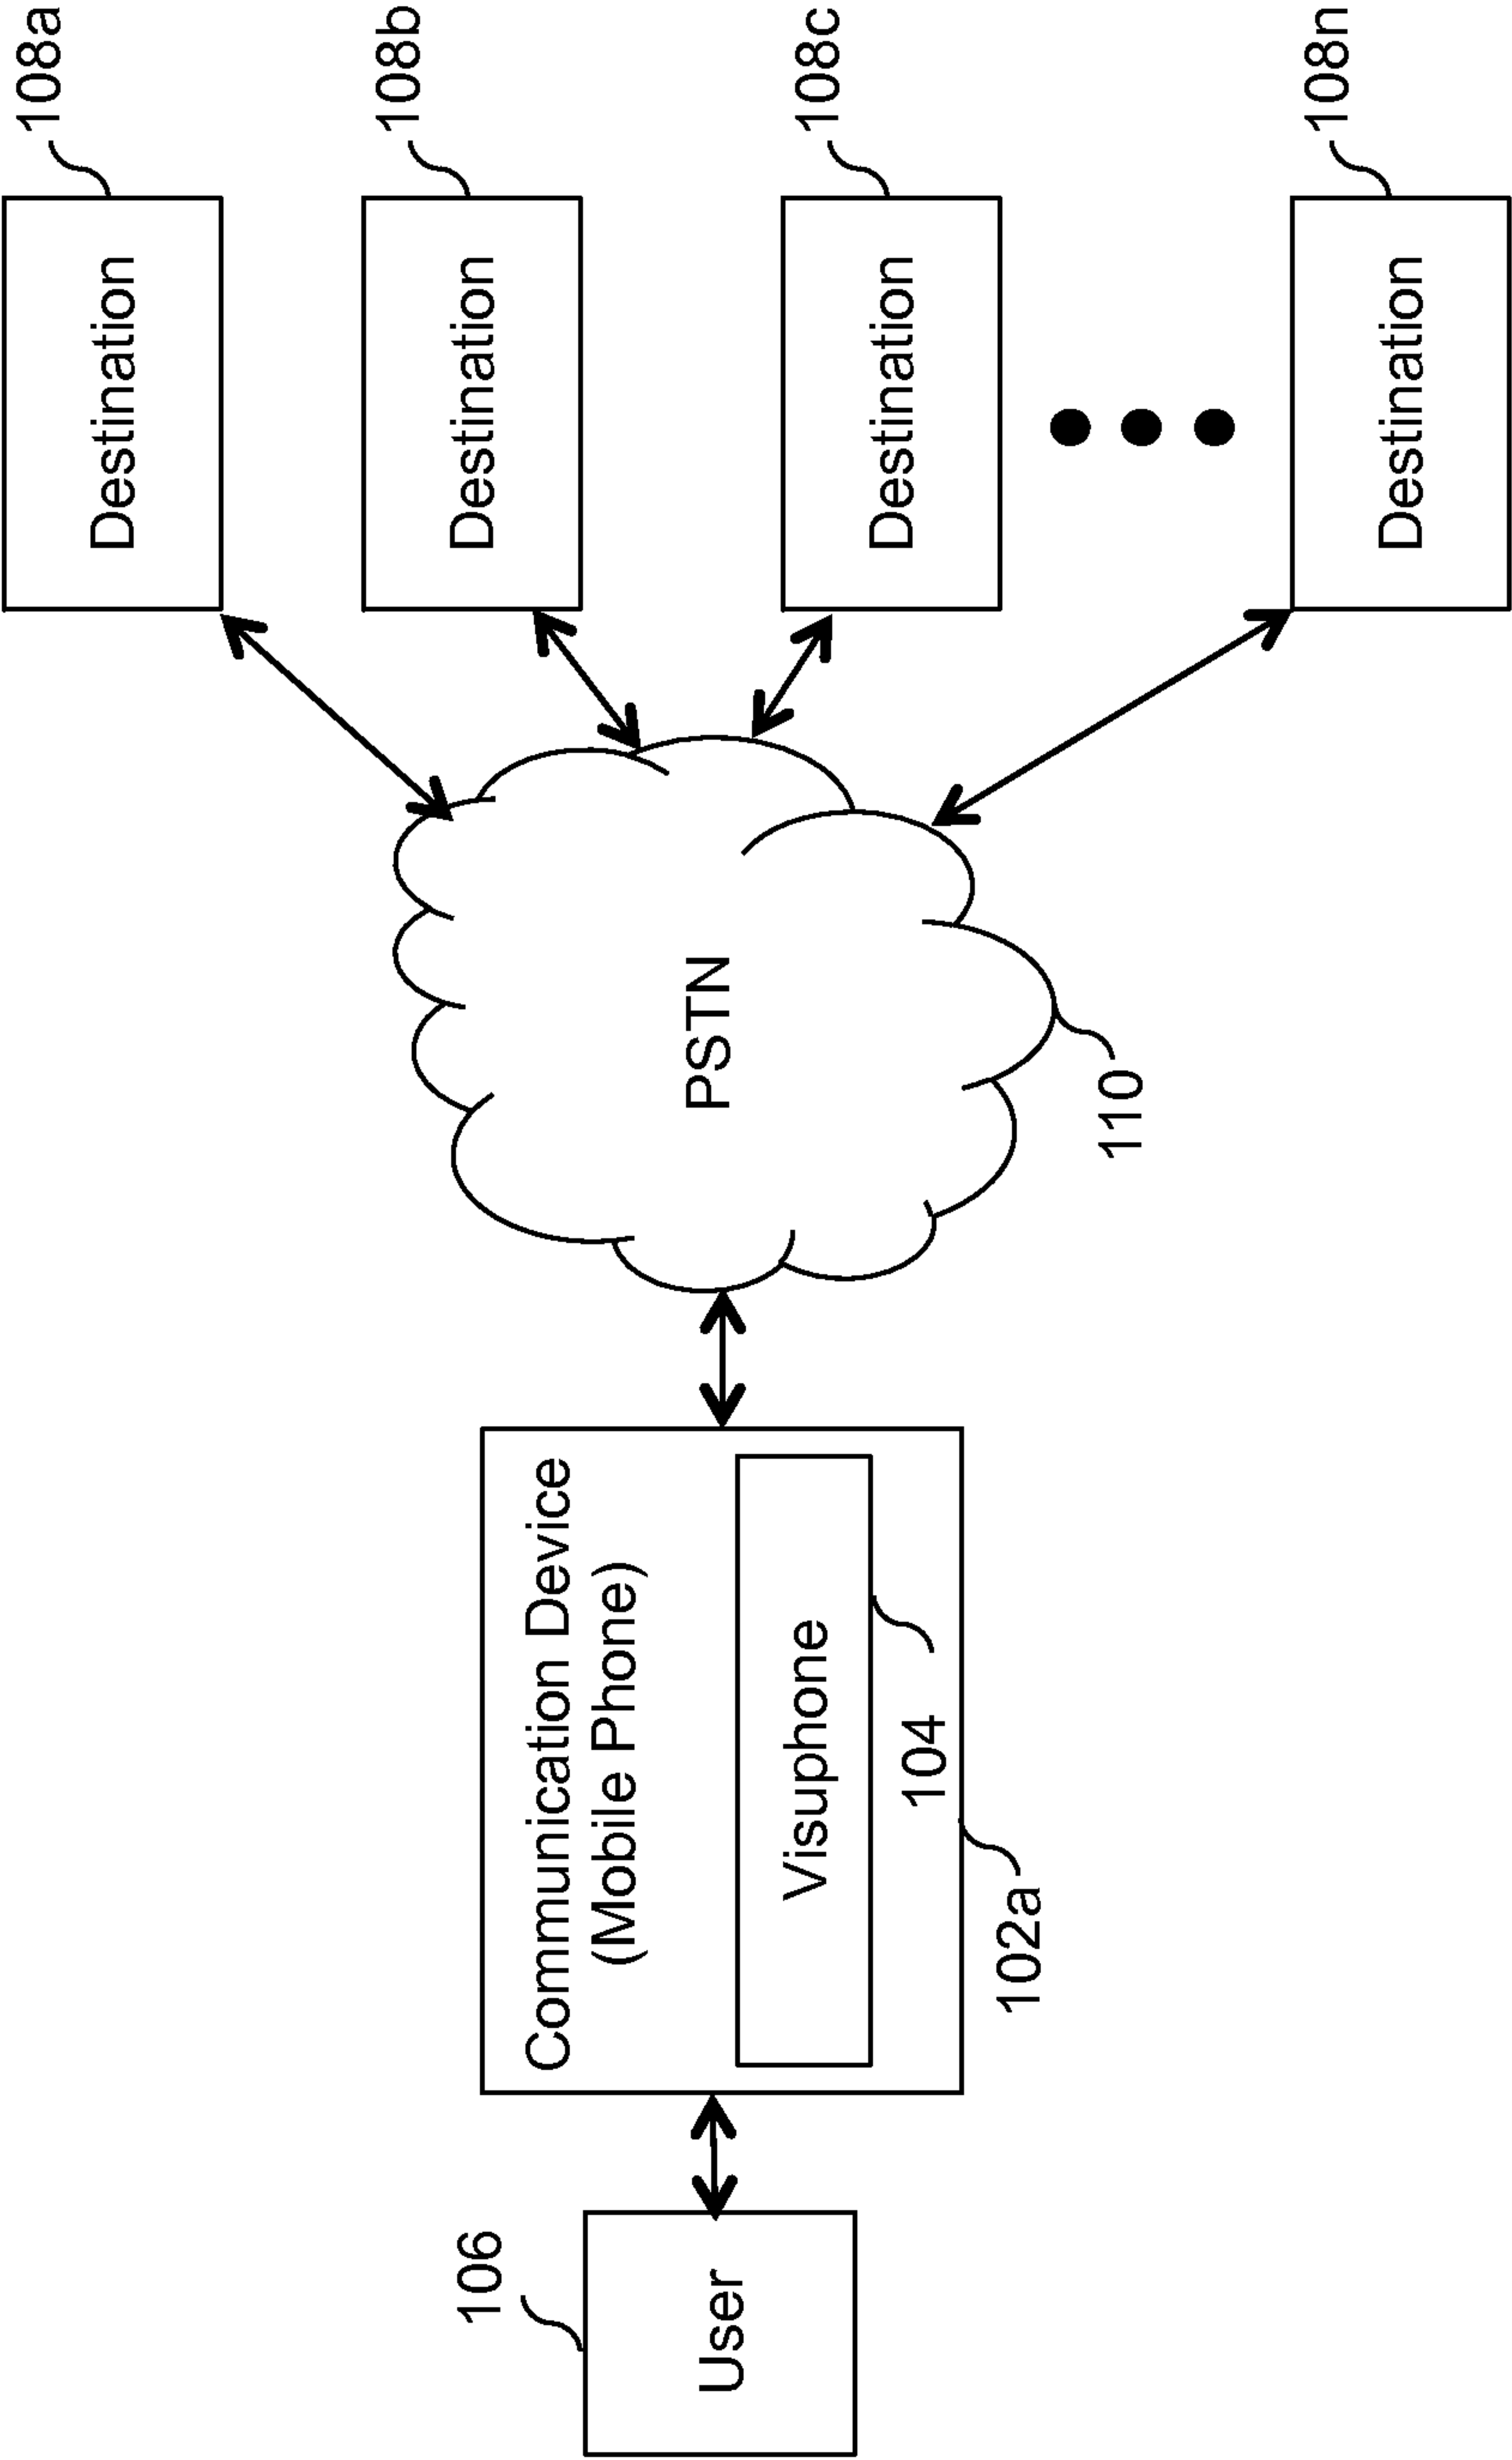 108a
Destination
108b
Destination
108c
Destination
108n
Destination
PSTN
110
Communication Device
(Mobile Phone)
Visuphone
104
102a
106
User